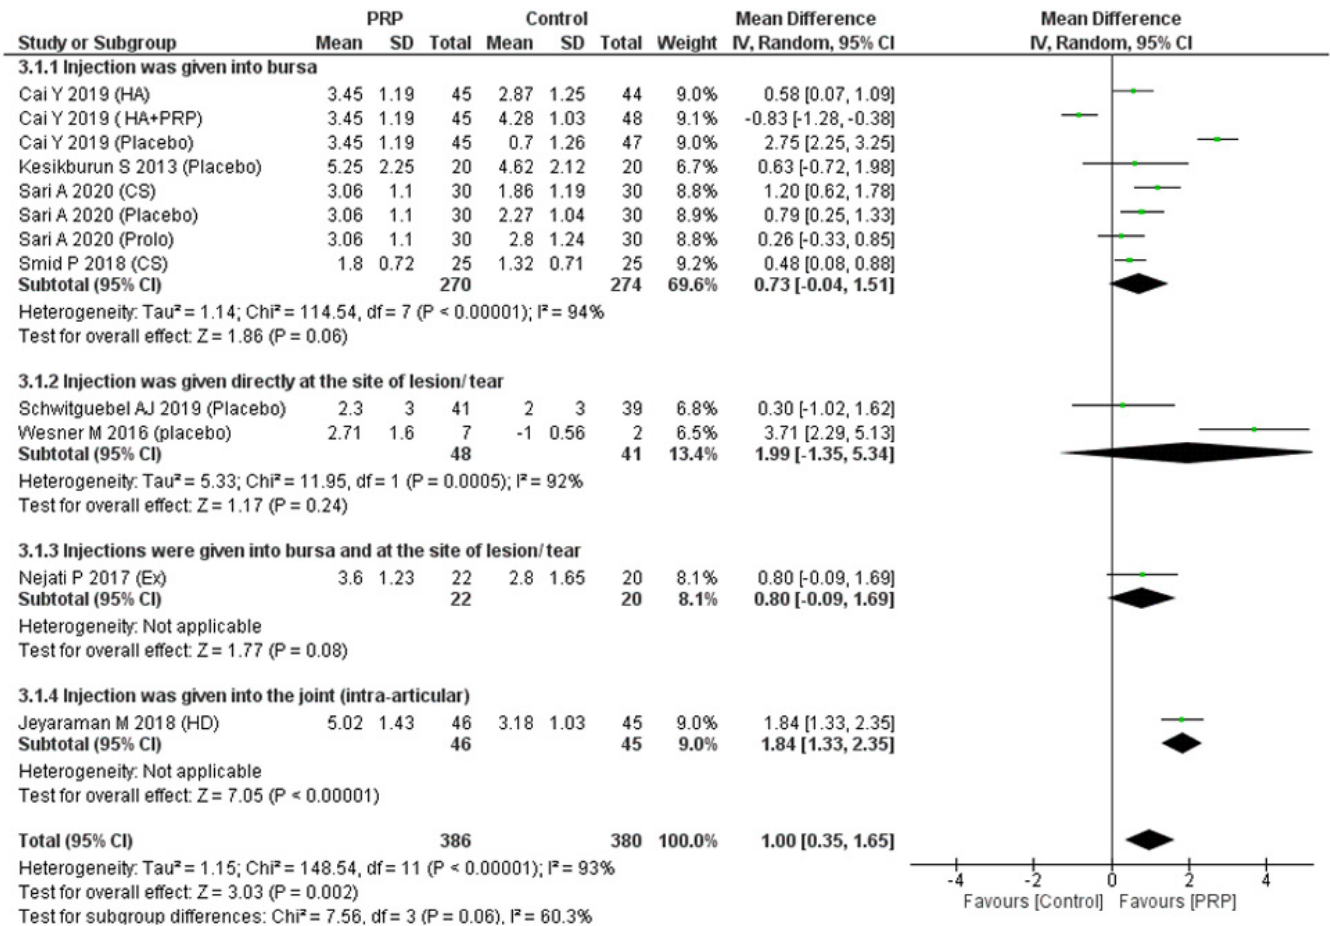 PRP Control Mean Difference Mean Difference
Study or Subgroup Mean SD Total Mean SD Total Weight IV, Random, 95% CI IV, Random, 95% CI
3.1.1 Injection was given into bursa
Cai Y 2019 (HA) 3.45 1.19 45 2.87 1.25 44 9.0% 0.58 [0.07, 1.09]
Cai Y 2019 ( HA+PRP) 3.45 1.19 45 4.28 1.03 48 9.1% -0.83 [-1.28, -0.38]
Cai Y 2019 (Placebo) 3.45 1.19 45 0.7 1.26 47 9.0% 2.75 [2.25, 3.25]
Kesikburun S 2013 (Placebo) 5.25 2.25 20 4.62 2.12 20 6.7% 0.63 [-0.72, 1.98]
Sari A 2020 (CS) 3.06 1.1 30 1.86 1.19 30 8.8% 1.20 [0.62, 1.78]
Sari A 2020 (Placebo) 3.06 1.1 30 2.27 1.04 30 8.9% 0.79 [0.25, 1.33]
Sari A 2020 (Prolo) 3.06 1.1 30 2.8 1.24 30 8.8% 0.26 [-0.33, 0.85]
Smid P 2018 (CS) 1.8 0.72 25 1.32 0.71 25 9.2% 0.48 [0.08, 0.88]
Subtotal (95% CI) 270 274 69.6% 0.73 [-0.04, 1.51]
Heterogeneity: Tau² = 1.14; Chi² = 114.54, df = 7 (P < 0.00001); I² = 94%
Test for overall effect: Z = 1.86 (P = 0.06)
3.1.2 Injection was given directly at the site of lesion/ tear
Schwitguebel AJ 2019 (Placebo) 2.3 3 41 2 3 39 6.8% 0.30 [-1.02, 1.62]
Wesner M 2016 (placebo) 2.71 1.6 7 -1 0.56 2 6.5% 3.71 [2.29, 5.13]
Subtotal (95% CI) 48 41 13.4% 1.99 [-1.35, 5.34]
Heterogeneity: Tau² = 5.33; Chi² = 11.95, df = 1 (P = 0.0005); I² = 92%
Test for overall effect: Z = 1.17 (P = 0.24)
3.1.3 Injections were given into bursa and at the site of lesion/ tear
Nejati P 2017 (Ex) 3.6 1.23 22 2.8 1.65 20 8.1% 0.80 [-0.09, 1.69]
Subtotal (95% CI) 22 20 8.1% 0.80 [-0.09, 1.69]
Heterogeneity: Not applicable
Test for overall effect: Z = 1.77 (P = 0.08)
3.1.4 Injection was given into the joint (intra-articular)
Jeyaraman M 2018 (HD) 5.02 1.43 46 3.18 1.03 45 9.0% 1.84 [1.33, 2.35]
Subtotal (95% CI) 46 45 9.0% 1.84 [1.33, 2.35]
Heterogeneity: Not applicable
Test for overall effect: Z = 7.05 (P < 0.00001)
Total (95% CI) 386 380 100.0% 1.00 [0.35, 1.65]
Heterogeneity: Tau² = 1.15; Chi² = 148.54, df = 11 (P < 0.00001); I² = 93%
Test for overall effect: Z = 3.03 (P = 0.002)
Test for subgroup differences: Chi² = 7.56, df = 3 (P = 0.06), I² = 60.3%
-4 -2 0 2 4
Favours [Control] Favours [PRP]